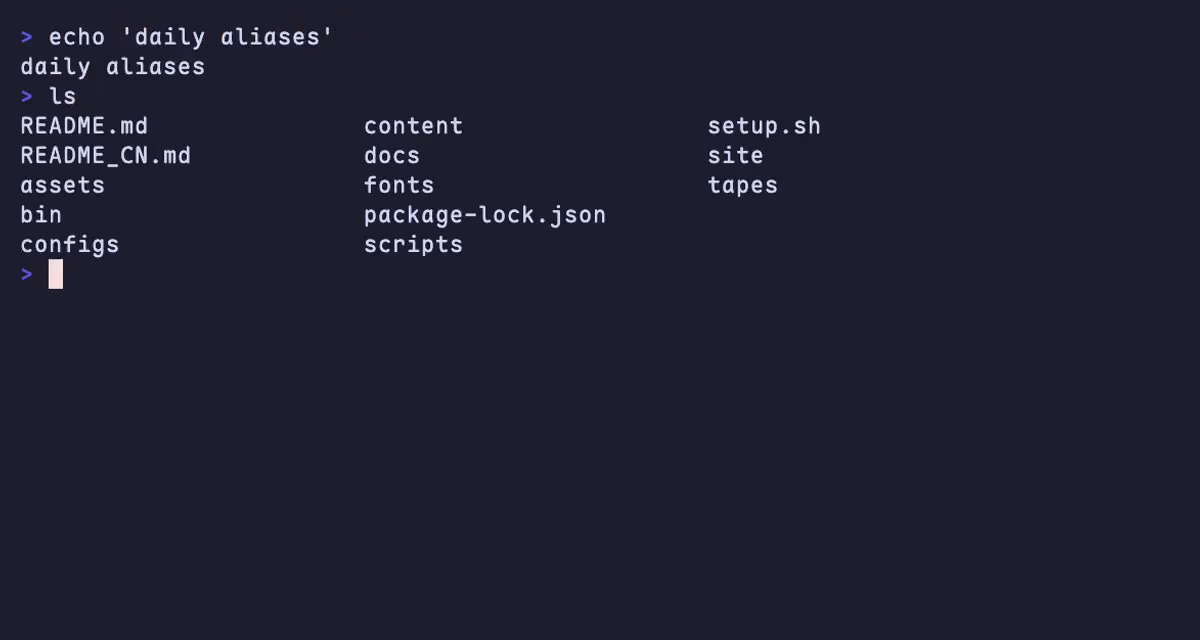 > echo 'daily aliases'
daily aliases
> ls
README.md content setup.sh
README_CN.md docs site
assets fonts tapes
bin package-lock.json
configs scripts
>